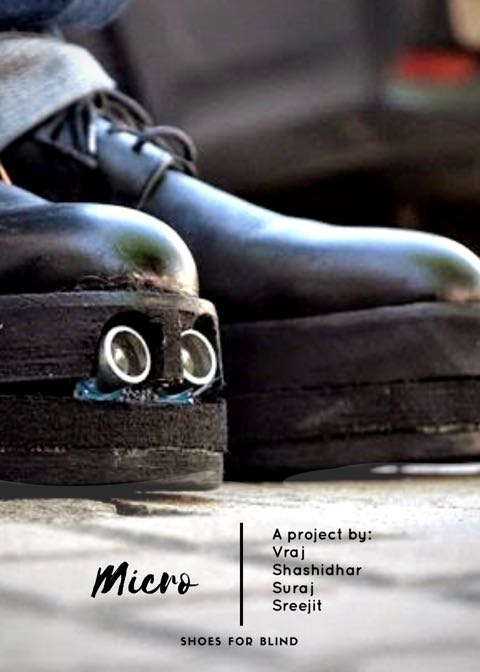 Micro
A project by:
Vraj
Shashidhar
Suraj
Sreejit
SHOES FOR BLIND